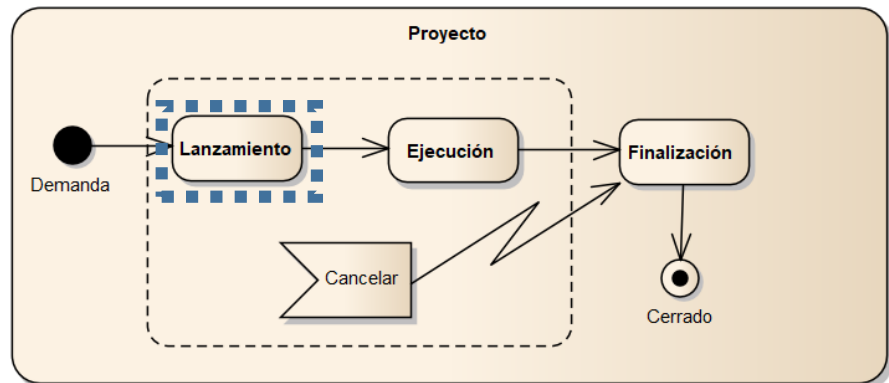 Proyecto
Lanzamiento
Ejecución
Finalización
Demanda
Cancelar
Cerrado